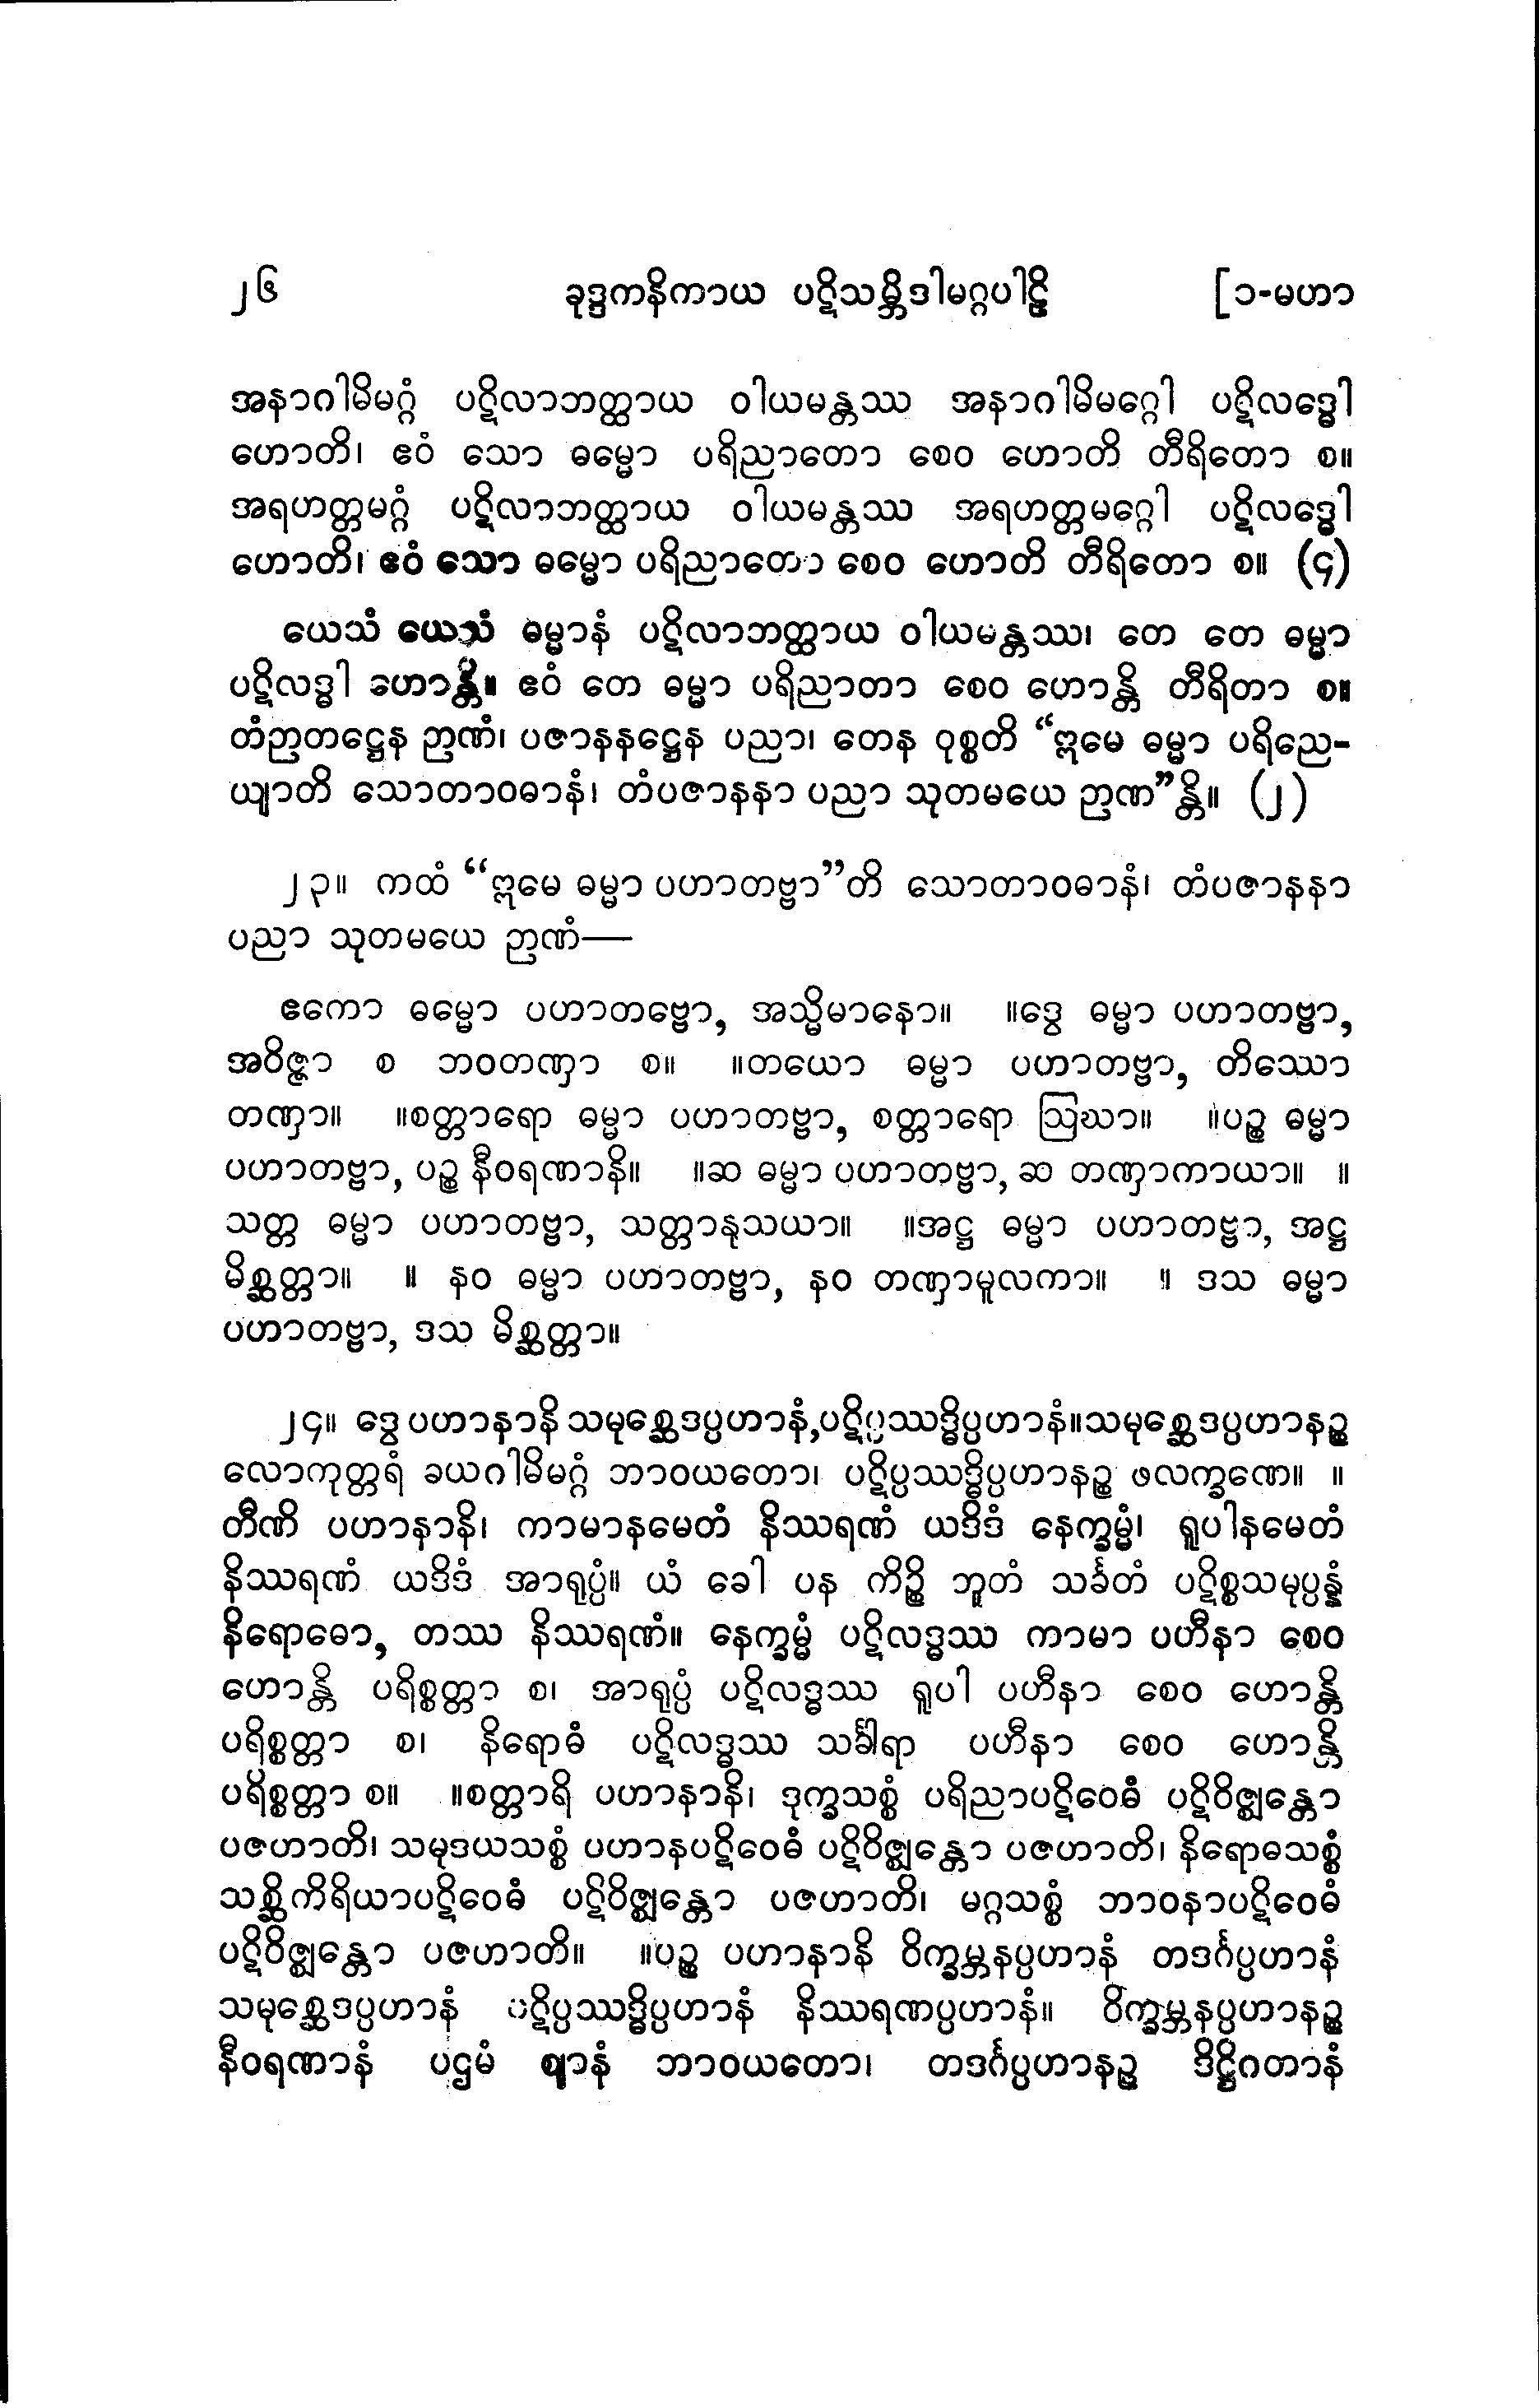 ၂၆ ခုဒ္ဒကနိကာယ ပဋိသမ္ဘိဒါမဂ္ဂပါဠိ [၁-မဟာ
အနာဂါမိမဂ္ဂံ ပဋိလာဘတ္ထာယ ဝါယမန္တဿ အနာဂါမိမဂ္ဂေါ ပဋိလဒ္ဓေါ
ဟောတိ၊ ဧဝံ သော ဓမ္မော ပရိညာတော စေဝ ဟောတိ တီရိတော စ။
အရဟတ္တမဂ္ဂံ ပဋိလာဘတ္ထာယ ဝါယမန္တဿ အရဟတ္တမဂ္ဂေါ ပဋိလဒ္ဓေါ
ဟောတိ၊ ဧဝံ သော ဓမ္မော ပရိညာတော စေဝ ဟောတိ တီရိတော စ။ (၄)
ယေသံ ယေသံ ဓမ္မာနံ ပဋိလာဘတ္ထာယ ဝါယမန္တဿ၊ တေ တေ ဓမ္မာ
ပဋိလဒ္ဓါ ဟောန္တိ။ ဧဝံ တေ ဓမ္မာ ပရိညာတာ စေဝ ဟောန္တိ တီရိတာ စ။
တံဉာတဋ္ဌေန ဉာဏံ၊ ပဇာနနဋ္ဌေန ပညာ၊ တေန ဝုစ္စတိ “ဣမေ ဓမ္မာ ပရိညေ-
ယျာတိ သောတာဝဓာနံ၊ တံပဇာနနာ ပညာ သုတမယေ ဉာဏ”န္တိ။ (၂)
၂၃။ ကထံ “ဣမေ ဓမ္မာ ပဟာတဗ္ဗာ”တိ သောတာဝဓာနံ၊ တံပဇာနနာ
ပညာ သုတမယေ ဉာဏံ—
ဧကော ဓမ္မော ပဟာတဗ္ဗော, အသ္မိမာနော။ ။ဒွေ ဓမ္မာ ပဟာတဗ္ဗာ,
အဝိဇ္ဇာ စ ဘဝတဏှာ စ။ ။တယော ဓမ္မာ ပဟာတဗ္ဗာ, တိဿော
တဏှာ။ ။စတ္တာရော ဓမ္မာ ပဟာတဗ္ဗာ, စတ္တာရော ဩဃာ။ ။ပဉ္စ ဓမ္မာ
ပဟာတဗ္ဗာ, ပဉ္စ နီဝရဏာနိ။ ။ဆ ဓမ္မာ ပဟာတဗ္ဗာ, ဆ တဏှာကာယာ။ ။
သတ္တ ဓမ္မာ ပဟာတဗ္ဗာ, သတ္တာနုသယာ။ ။အဋ္ဌ ဓမ္မာ ပဟာတဗ္ဗာ, အဋ္ဌ
မိစ္ဆတ္တာ။ ။ နဝ ဓမ္မာ ပဟာတဗ္ဗာ, နဝ တဏှာမူလကာ။ ။ ဒသ ဓမ္မာ
ပဟာတဗ္ဗာ, ဒသ မိစ္ဆတ္တာ။
၂၄။ ဒွေ ပဟာနာနိ သမုစ္ဆေဒပ္ပဟာနံ,ပဋိပ္ပဿဒ္ဓိပ္ပဟာနံ။သမုစ္ဆေဒပ္ပဟာနဉ္စ
လောကုတ္တရံ ခယဂါမိမဂ္ဂံ ဘာဝယတော၊ ပဋိပ္ပဿဒ္ဓိပ္ပဟာနဉ္စ ဖလက္ခဏေ။ ။
တီဏိ ပဟာနာနိ၊ ကာမာနမေတံ နိဿရဏံ ယဒိဒံ နေက္ခမ္မံ၊ ရူပါနမေတံ
နိဿရဏံ ယဒိဒံ အာရုပ္ပံ။ ယံ ခေါ ပန ကိဉ္စိ ဘူတံ သင်္ခတံ ပဋိစ္စသမုပ္ပန္နံ
နိရောဓော, တဿ နိဿရဏံ။ နေက္ခမ္မံ ပဋိလဒ္ဓဿ ကာမာ ပဟီနာ စေဝ
ဟောန္တိ ပရိစ္စတ္တာ စ၊ အာရုပ္ပံ ပဋိလဒ္ဓဿ ရူပါ ပဟီနာ စေဝ ဟောန္တိ
ပရိစ္စတ္တာ စ၊ နိရောဓံ ပဋိလဒ္ဓဿ သင်္ခါရာ ပဟီနာ စေဝ ဟောန္တိ
ပရိစ္စတ္တာ စ။ ။စတ္တာရိ ပဟာနာနိ၊ ဒုက္ခသစ္စံ ပရိညာပဋိဝေဓံ ပဋိဝိဇ္ဈန္တော
ပဇဟာတိ၊ သမုဒယသစ္စံ ပဟာနပဋိဝေဓံ ပဋိဝိဇ္ဈန္တော ပဇဟာတိ၊ နိရောဓသစ္စံ
သစ္ဆိကိရိယာပဋိဝေဓံ ပဋိဝိဇ္ဈန္တော ပဇဟာတိ၊ မဂ္ဂသစ္စံ ဘာဝနာပဋိဝေဓံ
ပဋိဝိဇ္ဈန္တော ပဇဟာတိ။ ။ပဉ္စ ပဟာနာနိ ဝိက္ခမ္ဘနပ္ပဟာနံ တဒင်္ဂပ္ပဟာနံ
သမုစ္ဆေဒပ္ပဟာနံ ပဋိပ္ပဿဒ္ဓိပ္ပဟာနံ နိဿရဏပ္ပဟာနံ။ ဝိက္ခမ္ဘနပ္ပဟာနဉ္စ
နီဝရဏာနံ ပဌမံ ဈာနံ ဘာဝယတော၊ တဒင်္ဂပ္ပဟာနဉ္စ ဒိဋ္ဌိဂတာနံ